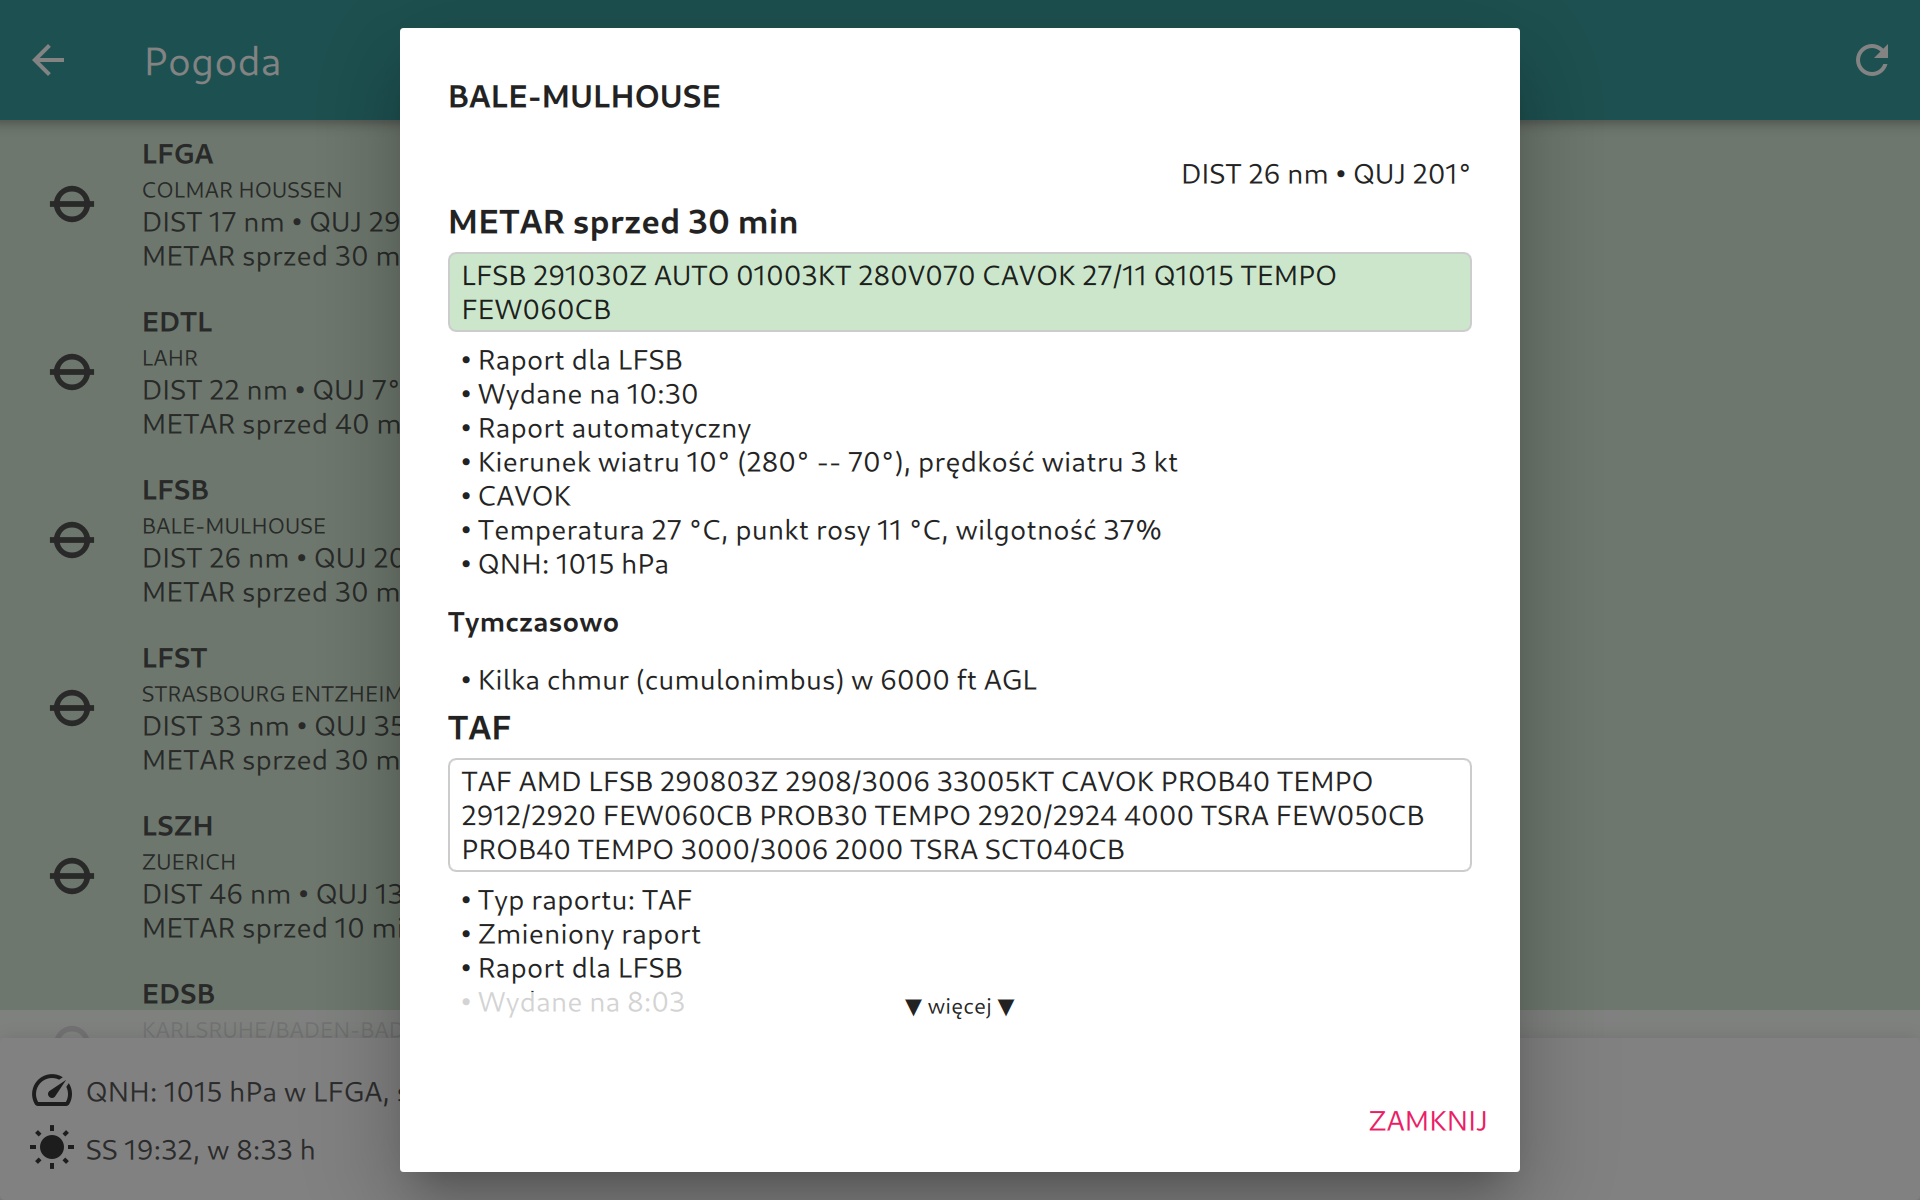 Pogoda
LFGA
COLMAR HOUSSEN
DIST 17 nm • QUJ 29
METAR sprzed 30 m
EDTL
LAHR
DIST 22 nm • QUJ 7°
METAR sprzed 40 m
LFSB
BALE-MULHOUSE
DIST 26 nm • QUJ 20
METAR sprzed 30 m
LFST
STRASBOURG ENTZHEIM
DIST 33 nm • QUJ 35
METAR sprzed 30 m
LSZH
ZUERICH
DIST 46 nm • QUJ 13
METAR sprzed 10 mi
EDSB
KARLSRUHE/BADEN-BAD
QNH: 1015 hPa w LFGA,
SS 19:32, w 8:33 h
BALE-MULHOUSE
DIST 26 nm • QUJ 201°
METAR sprzed 30 min
LFSB 291030Z AUTO 01003KT 280V070 CAVOK 27/11 Q1015 TEMPO
FEW060CB
• Raport dla LFSB
• Wydane na 10:30
• Raport automatyczny
• Kierunek wiatru 10° (280° -- 70°), prędkość wiatru 3 kt
• CAVOK
• Temperatura 27 °C, punkt rosy 11 °C, wilgotność 37%
• QNH: 1015 hPa
Tymczasowo
• Kilka chmur (cumulonimbus) w 6000 ft AGL
TAF
TAF AMD LFSB 290803Z 2908/3006 33005KT CAVOK PROB40 TEMPO
2912/2920 FEW060CB PROB30 TEMPO 2920/2924 4000 TSRA FEW050CB
PROB40 TEMPO 3000/3006 2000 TSRA SCT040CB
• Typ raportu: TAF
• Zmieniony raport
• Raport dla LFSB
• Wydane na 8:03
▼ więcej ▼
ZAMKNIJ